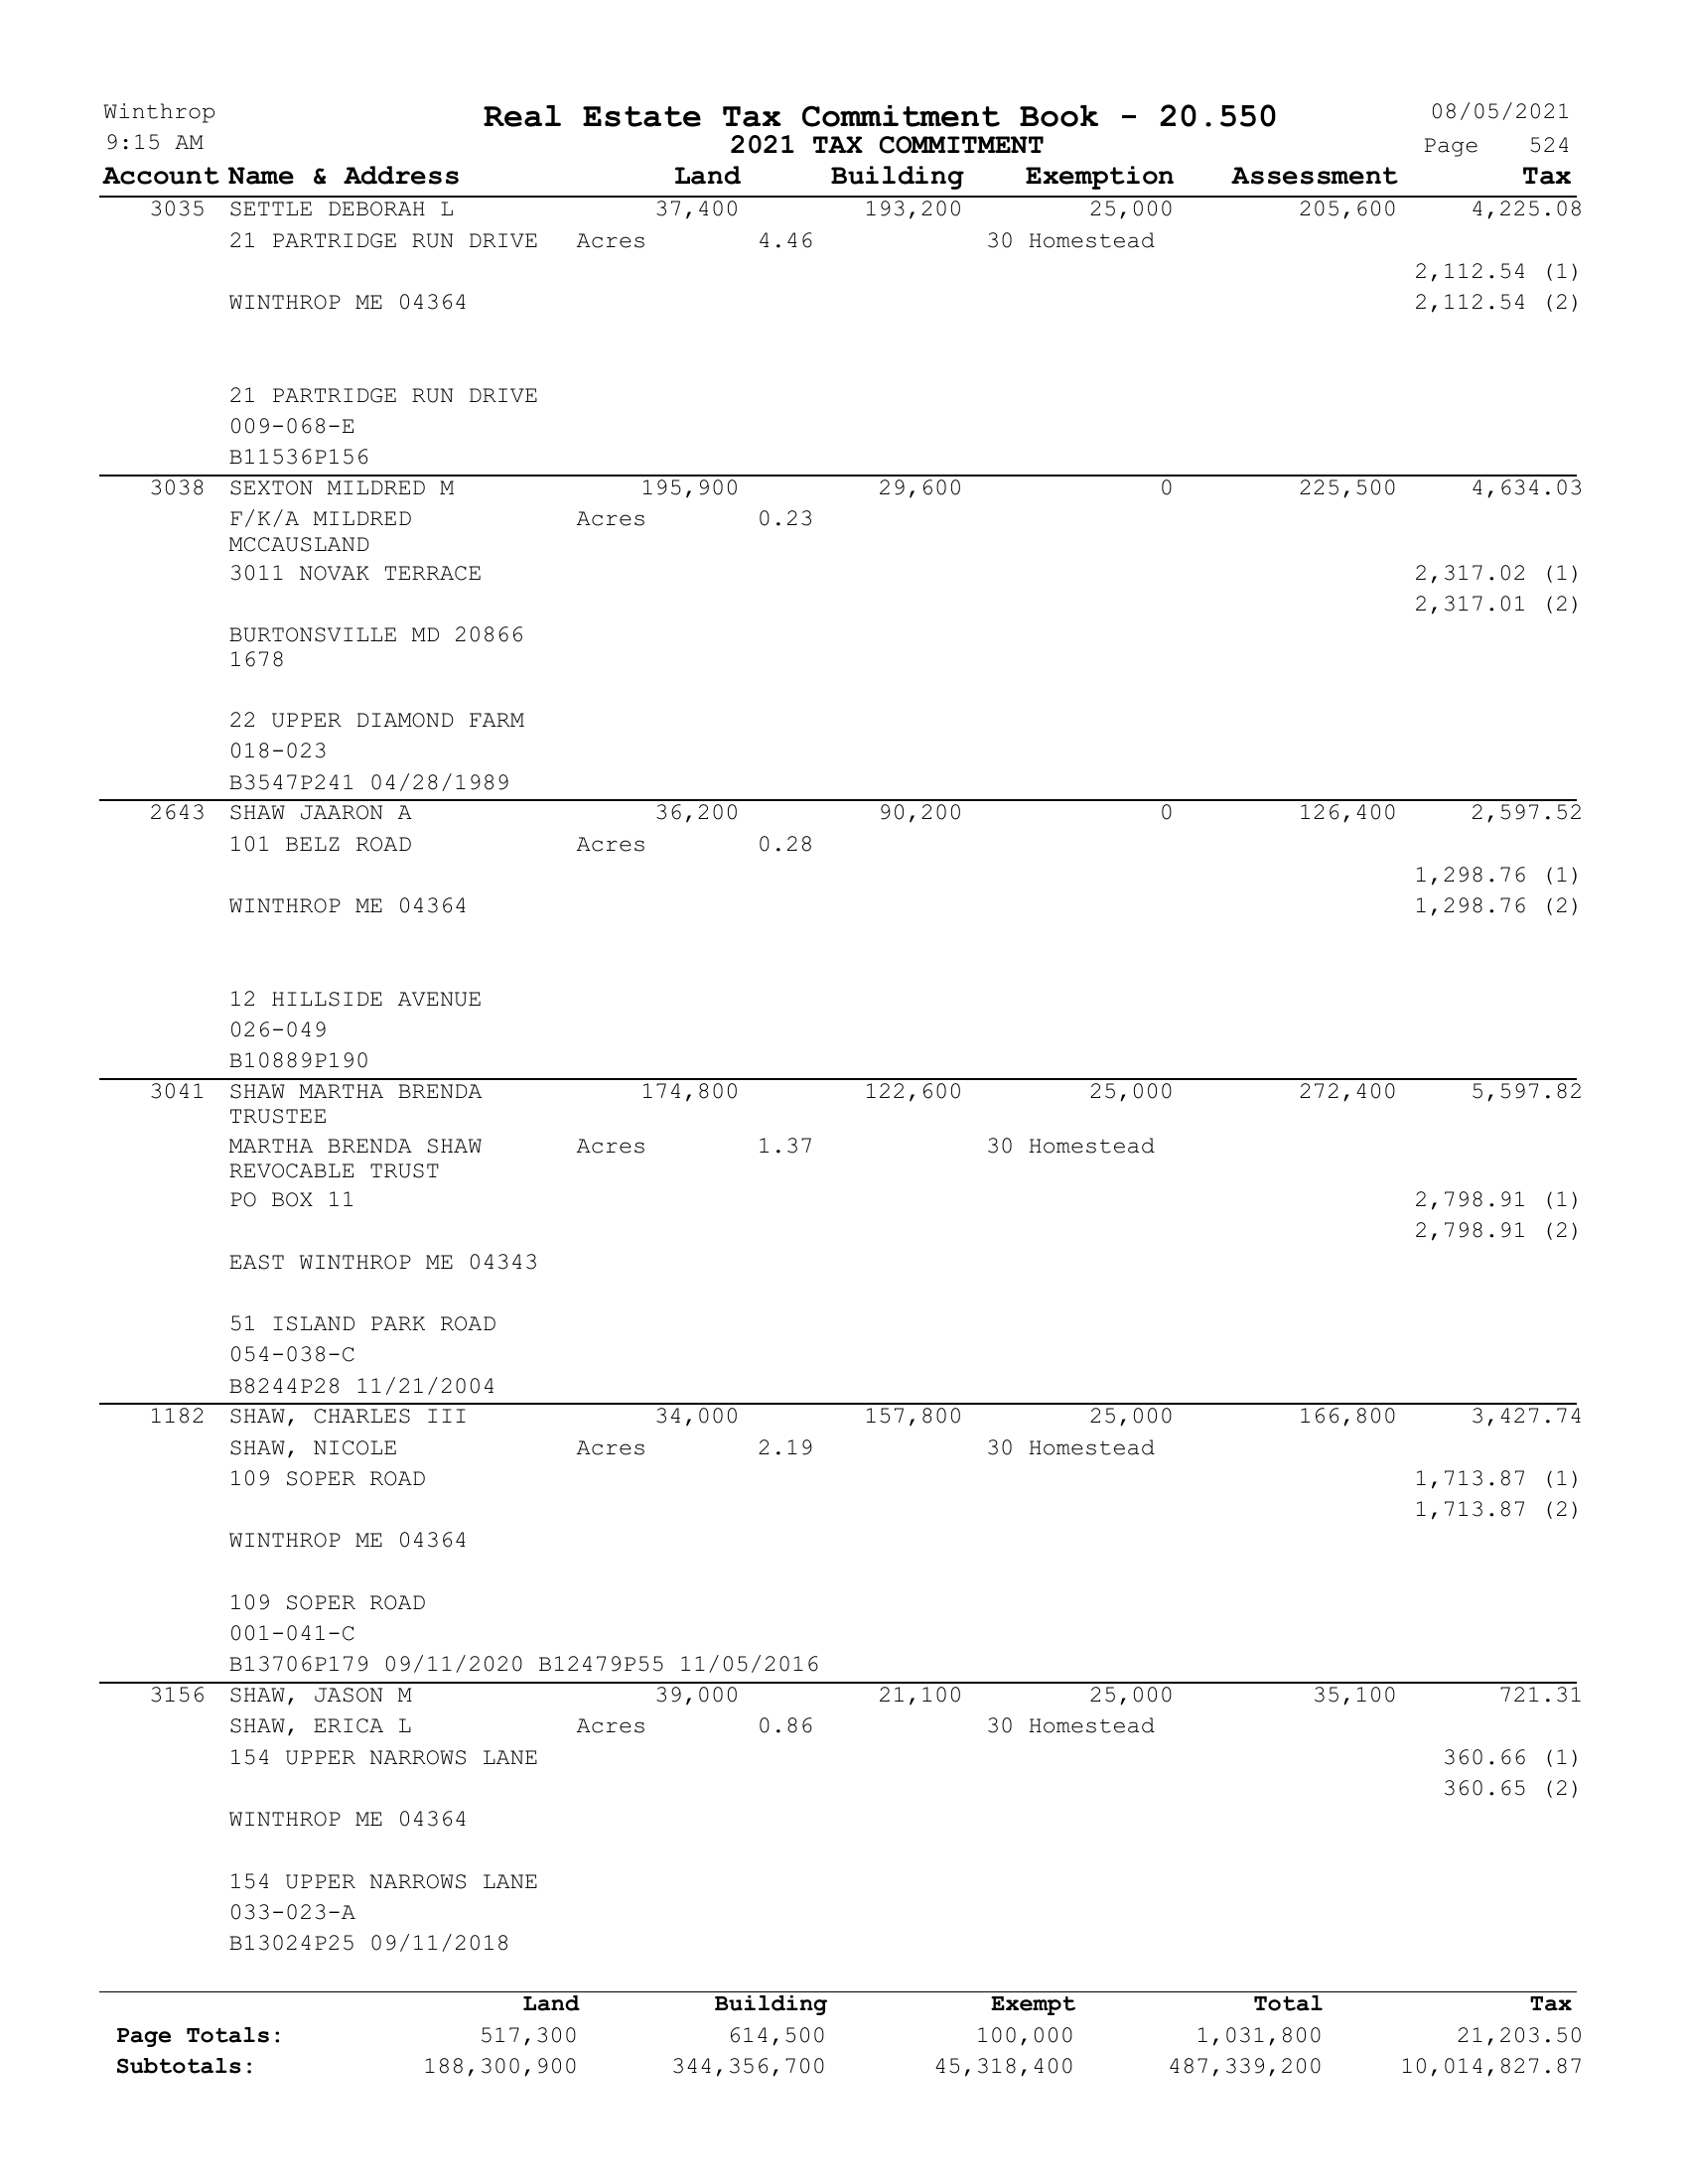 Winthrop Real Estate Tax Commitment Book - 20.550 08/05/2021
9:15 AM 2021 TAX COMMITMENT Page 524
Account Name & Address Land Building Exemption Assessment Tax
3035 SETTLE DEBORAH L 37,400 193,200 25,000 205,600 4,225.08
21 PARTRIDGE RUN DRIVE Acres 4.46 30 Homestead
2,112.54 (1)
WINTHROP ME 04364 2,112.54 (2)
21 PARTRIDGE RUN DRIVE
009-068-E
B11536P156
3038 SEXTON MILDRED M 195,900 29,600 0 225,500 4,634.03
F/K/A MILDRED Acres 0.23
MCCAUSLAND
3011 NOVAK TERRACE 2,317.02 (1)
2,317.01 (2)
BURTONSVILLE MD 20866
1678
22 UPPER DIAMOND FARM
018-023
B3547P241 04/28/1989
2643 SHAW JAARON A 36,200 90,200 0 126,400 2,597.52
101 BELZ ROAD Acres 0.28
1,298.76 (1)
WINTHROP ME 04364 1,298.76 (2)
12 HILLSIDE AVENUE
026-049
B10889P190
3041 SHAW MARTHA BRENDA 174,800 122,600 25,000 272,400 5,597.82
TRUSTEE
MARTHA BRENDA SHAW Acres 1.37 30 Homestead
REVOCABLE TRUST
PO BOX 11 2,798.91 (1)
2,798.91 (2)
EAST WINTHROP ME 04343
51 ISLAND PARK ROAD
054-038-C
B8244P28 11/21/2004
1182 SHAW, CHARLES III 34,000 157,800 25,000 166,800 3,427.74
SHAW, NICOLE Acres 2.19 30 Homestead
109 SOPER ROAD 1,713.87 (1)
1,713.87 (2)
WINTHROP ME 04364
109 SOPER ROAD
001-041-C
B13706P179 09/11/2020 B12479P55 11/05/2016
3156 SHAW, JASON M 39,000 21,100 25,000 35,100 721.31
SHAW, ERICA L Acres 0.86 30 Homestead
154 UPPER NARROWS LANE 360.66 (1)
360.65 (2)
WINTHROP ME 04364
154 UPPER NARROWS LANE
033-023-A
B13024P25 09/11/2018
Land Building Exempt Total Tax
Page Totals: 517,300 614,500 100,000 1,031,800 21,203.50
Subtotals: 188,300,900 344,356,700 45,318,400 487,339,200 10,014,827.87